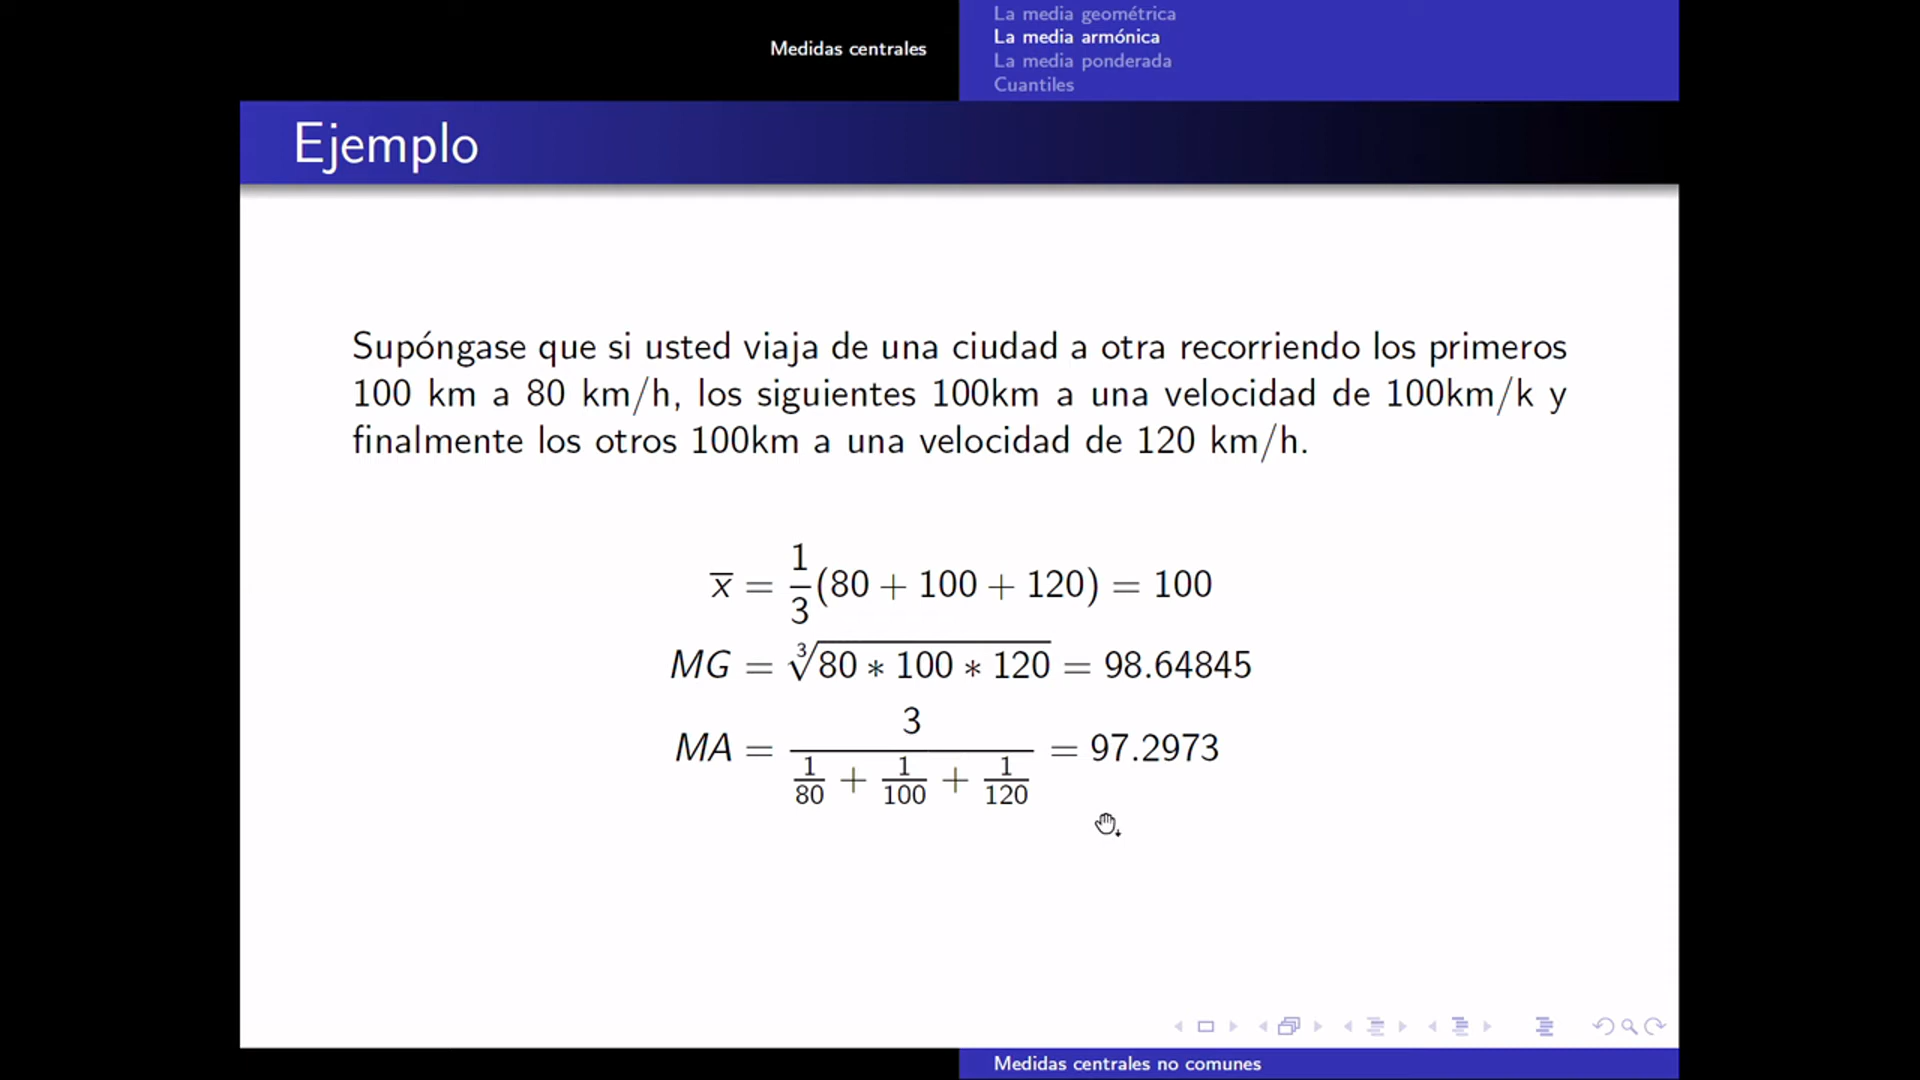 Medidas centrales
La media geométrica
La media armónica
La media ponderada
Cuantiles
Ejemplo
Supóngase que si usted viaja de una ciudad a otra recorriendo los primeros
100 km a 80 km/h, los siguientes 100km a una velocidad de 100km/k y
finalmente los otros 100km a una velocidad de 120 km/h.
x̅ = 1/3 (80 + 100 + 120) = 100
MG = ∛(80 ∗ 100 ∗ 120) = 98.64845
MA = 3 / (1/80 + 1/100 + 1/120) = 97.2973
Medidas centrales no comunes